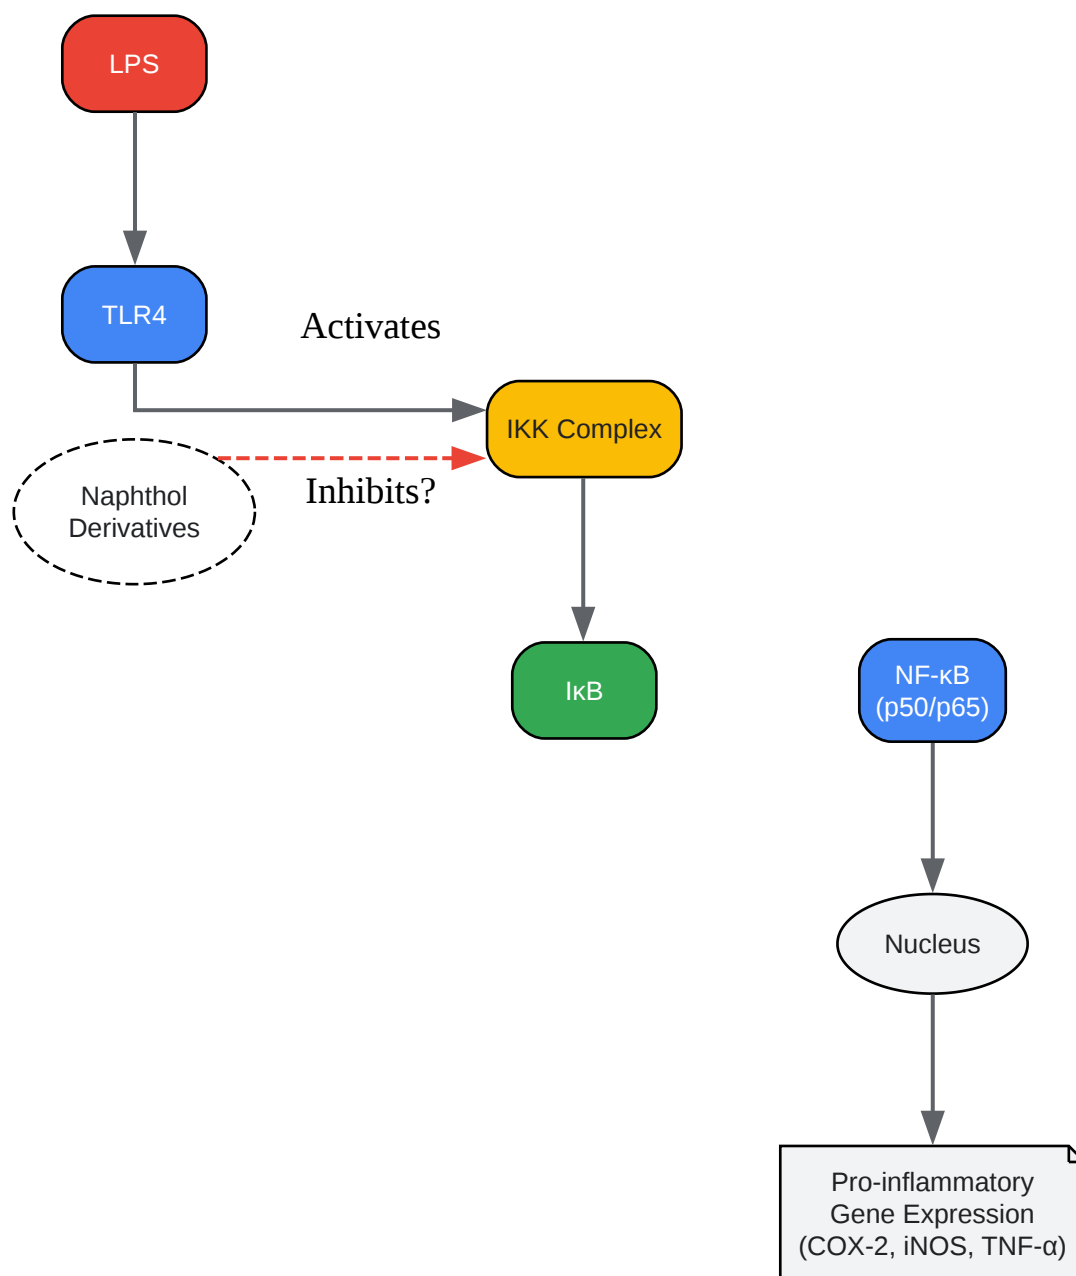 LPS
TLR4
Activates
IKK Complex
Inhibits?
Naphthol
Derivatives
IκB
NF-κB
(p50/p65)
Nucleus
Pro-inflammatory
Gene Expression
(COX-2, iNOS, TNF-α)